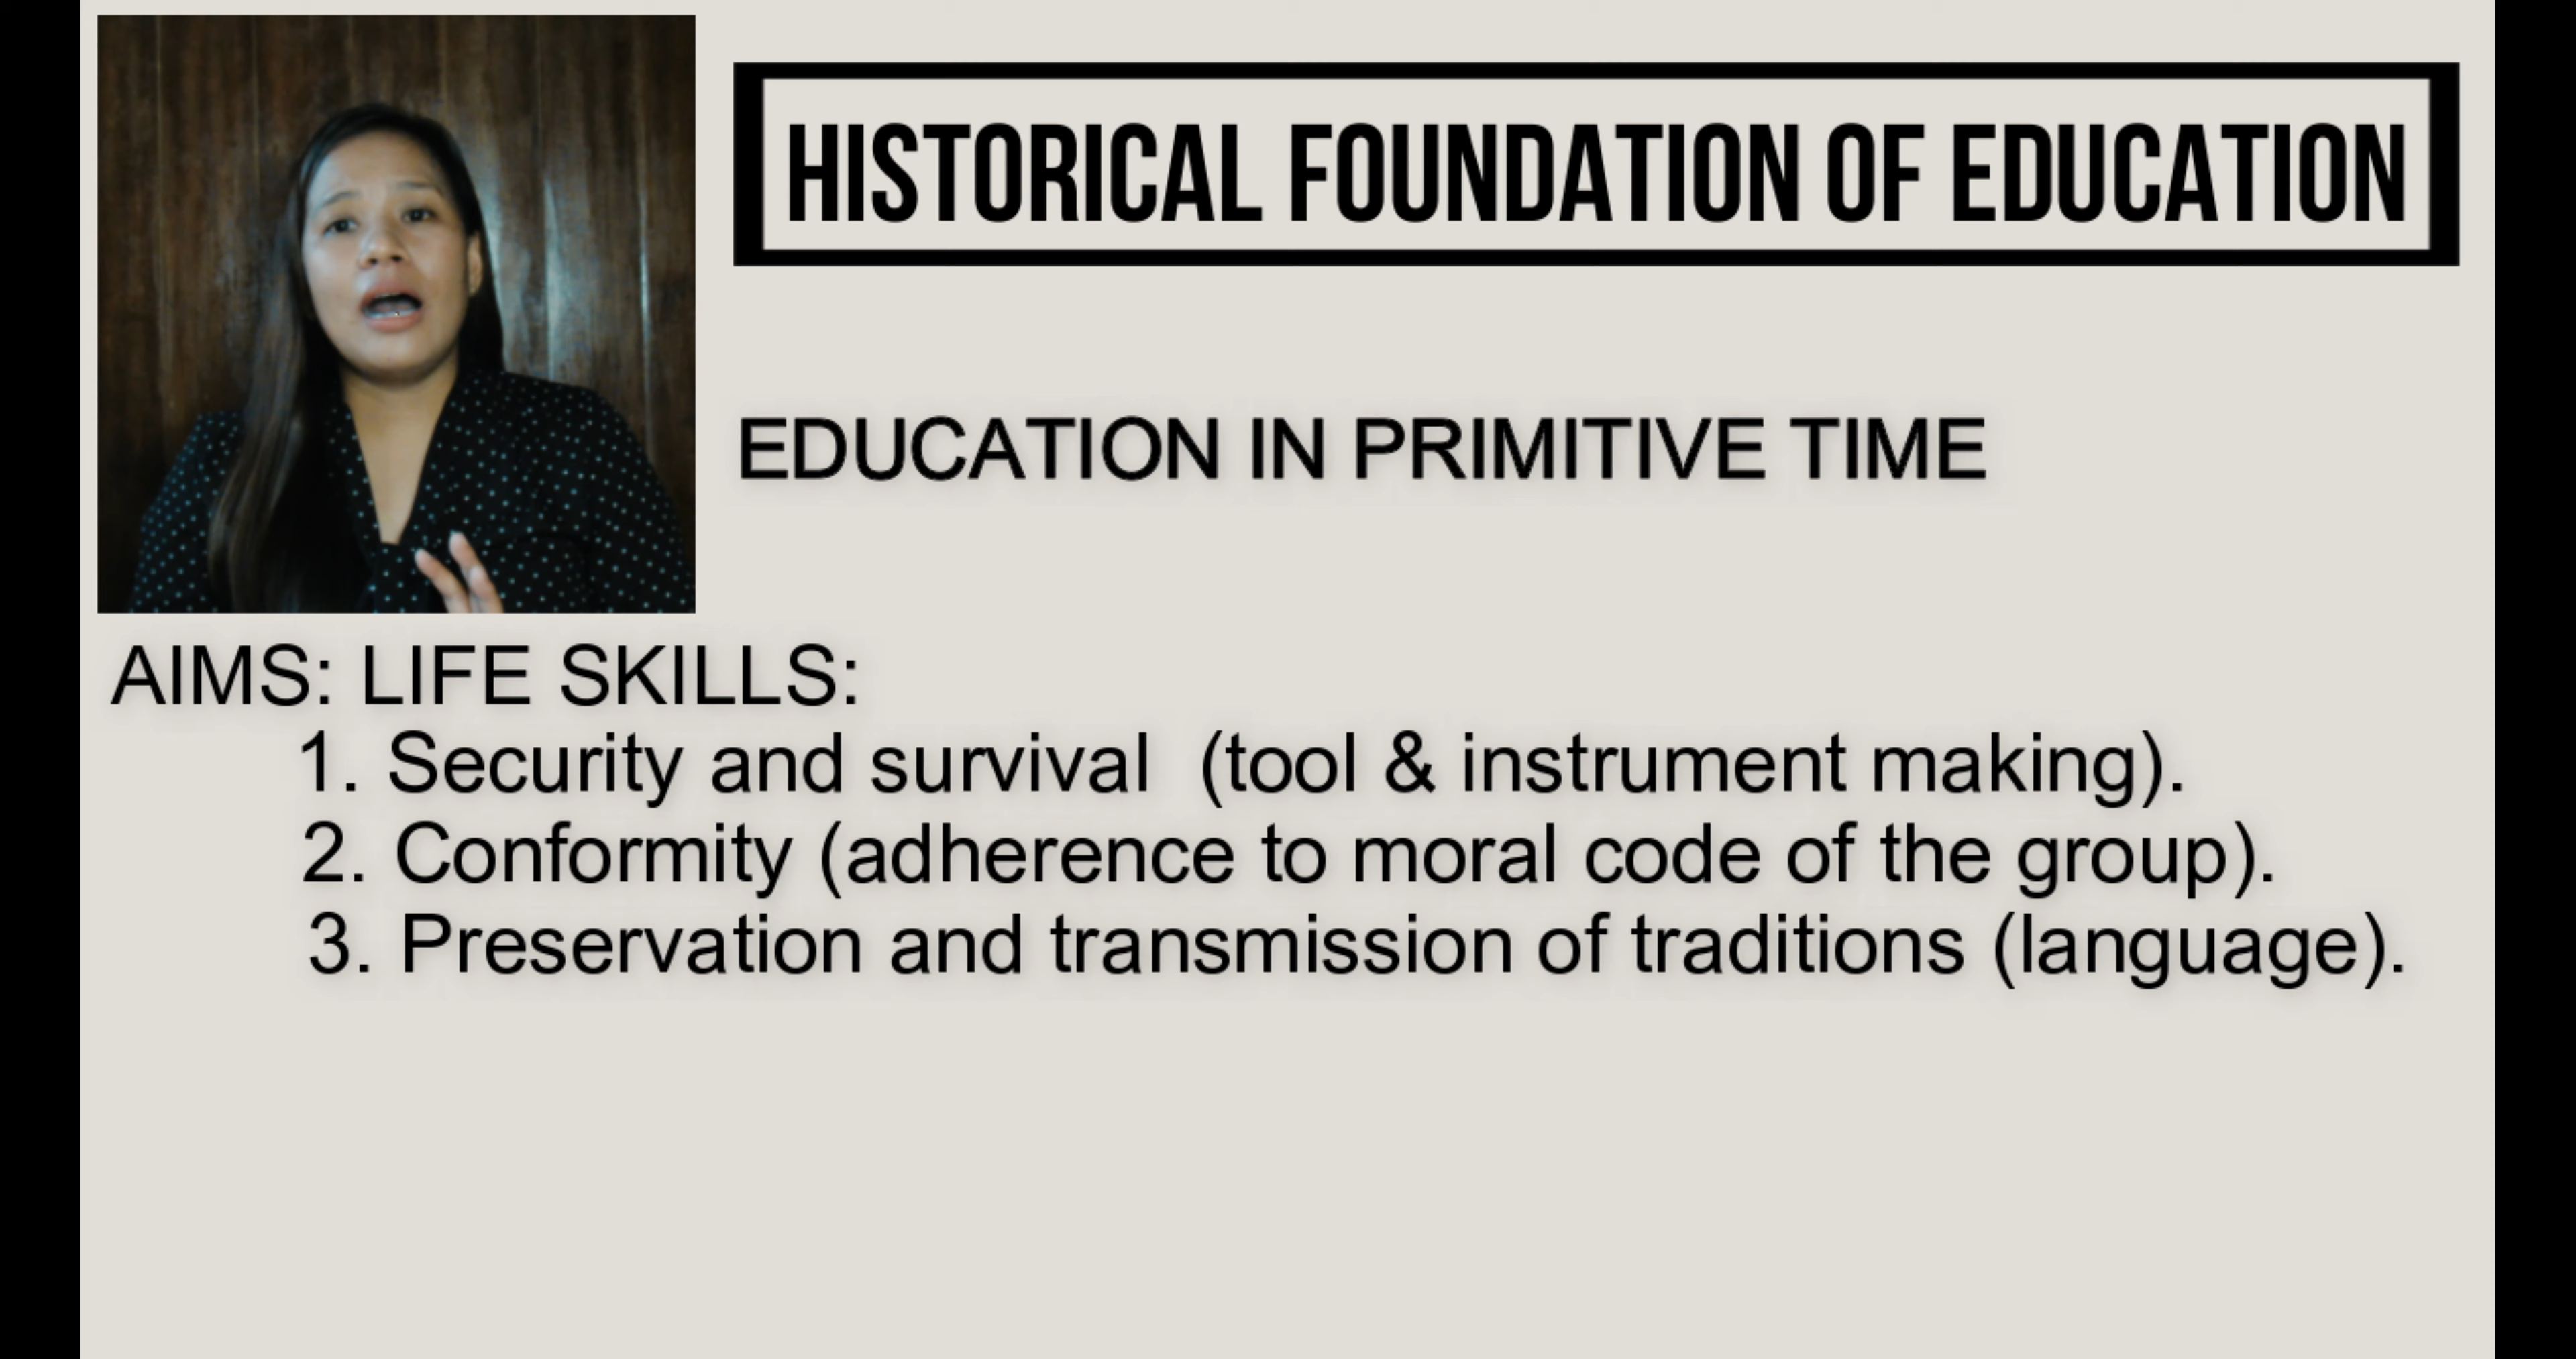 HISTORICAL FOUNDATION OF EDUCATION
EDUCATION IN PRIMITIVE TIME
AIMS: LIFE SKILLS:
1. Security and survival (tool & instrument making).
2. Conformity (adherence to moral code of the group).
3. Preservation and transmission of traditions (language).